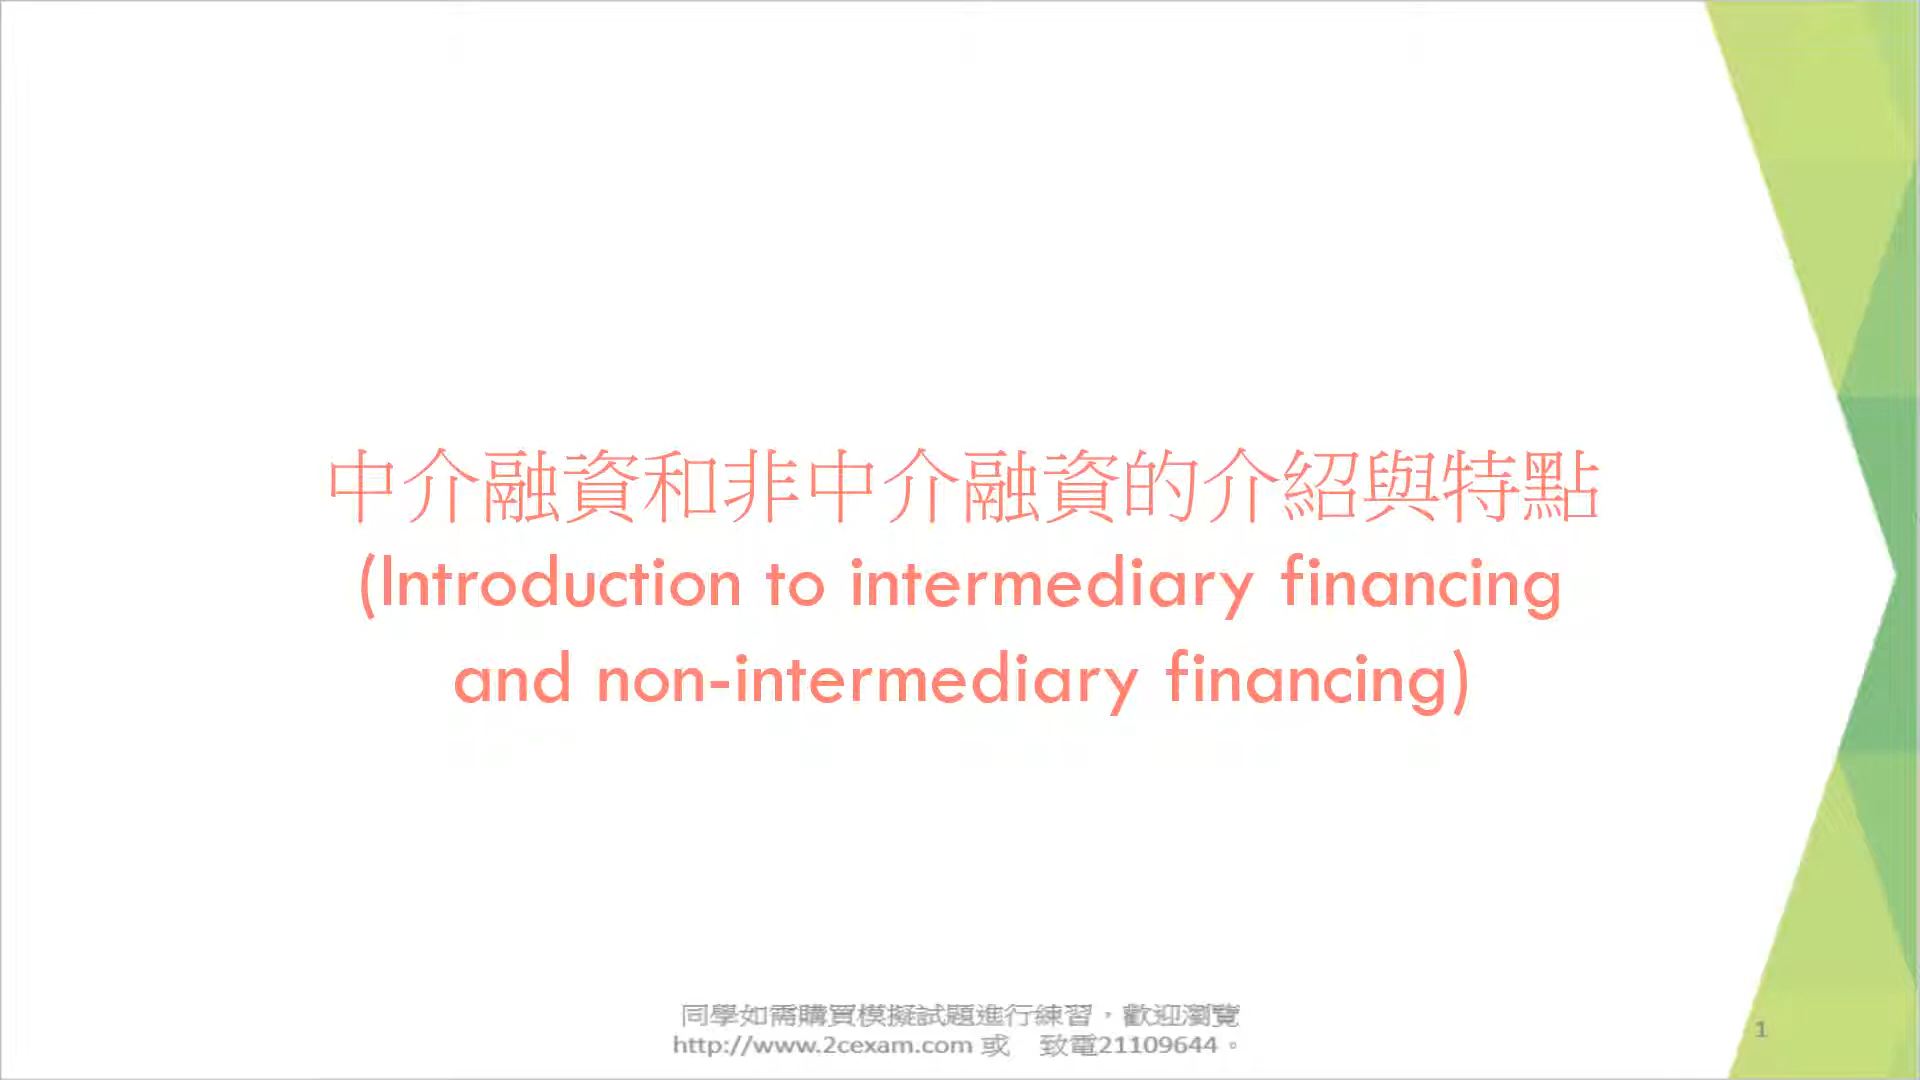 中介融資和非中介融資的介紹與特點
(Introduction to intermediary financing
and non-intermediary financing)
同學如需購買模擬試題進行練習，歡迎瀏覽
http://www.2cexam.com 或 致電21109644。
1